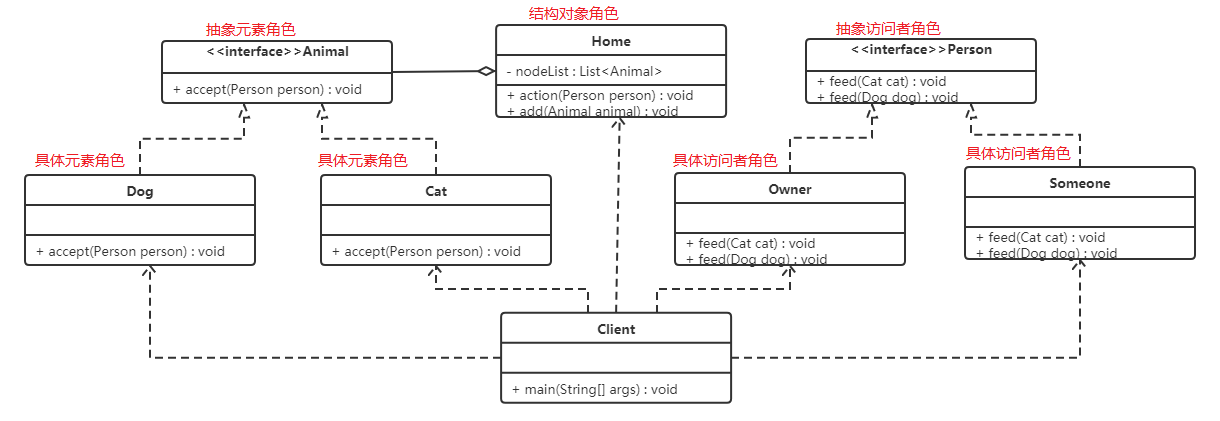 抽象元素角色
<<interface>>Animal
+ accept(Person person) : void
结构对象角色
Home
- nodeList : List<Animal>
+ action(Person person) : void
+ add(Animal animal) : void
抽象访问者角色
<<interface>>Person
+ feed(Cat cat) : void
+ feed(Dog dog) : void
具体元素角色
Dog
+ accept(Person person) : void
具体元素角色
Cat
+ accept(Person person) : void
具体访问者角色
Owner
+ feed(Cat cat) : void
+ feed(Dog dog) : void
具体访问者角色
Someone
+ feed(Cat cat) : void
+ feed(Dog dog) : void
Client
+ main(String[] args) : void